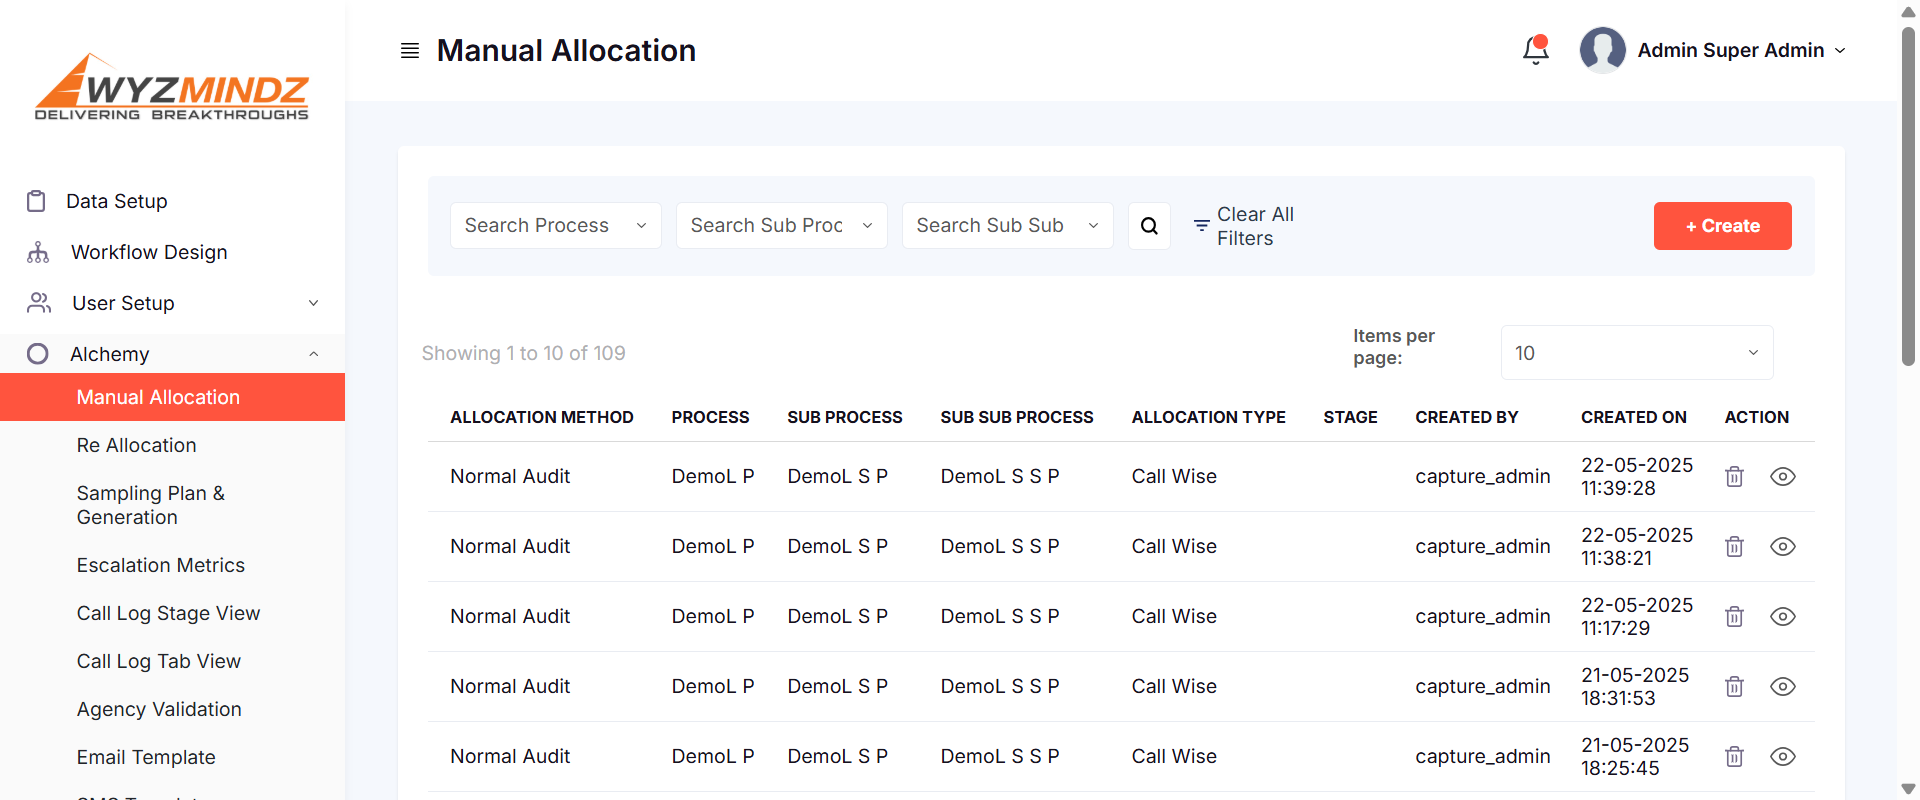 WYZMINDZ
DELIVERING BREAKTHROUGHS
Data Setup
Workflow Design
User Setup
Alchemy
Manual Allocation
Re Allocation
Sampling Plan &
Generation
Escalation Metrics
Call Log Stage View
Call Log Tab View
Agency Validation
Email Template
Manual Allocation
Admin Super Admin
Search Process
Search Sub Proc
Search Sub Sub
Clear All
Filters
+ Create
Showing 1 to 10 of 109
Items per
page:
10
ALLOCATION METHOD PROCESS SUB PROCESS SUB SUB PROCESS ALLOCATION TYPE STAGE CREATED BY CREATED ON ACTION
Normal Audit DemoL P DemoL S P DemoL S S P Call Wise capture_admin 22-05-2025
11:39:28
Normal Audit DemoL P DemoL S P DemoL S S P Call Wise capture_admin 22-05-2025
11:38:21
Normal Audit DemoL P DemoL S P DemoL S S P Call Wise capture_admin 22-05-2025
11:17:29
Normal Audit DemoL P DemoL S P DemoL S S P Call Wise capture_admin 21-05-2025
18:31:53
Normal Audit DemoL P DemoL S P DemoL S S P Call Wise capture_admin 21-05-2025
18:25:45